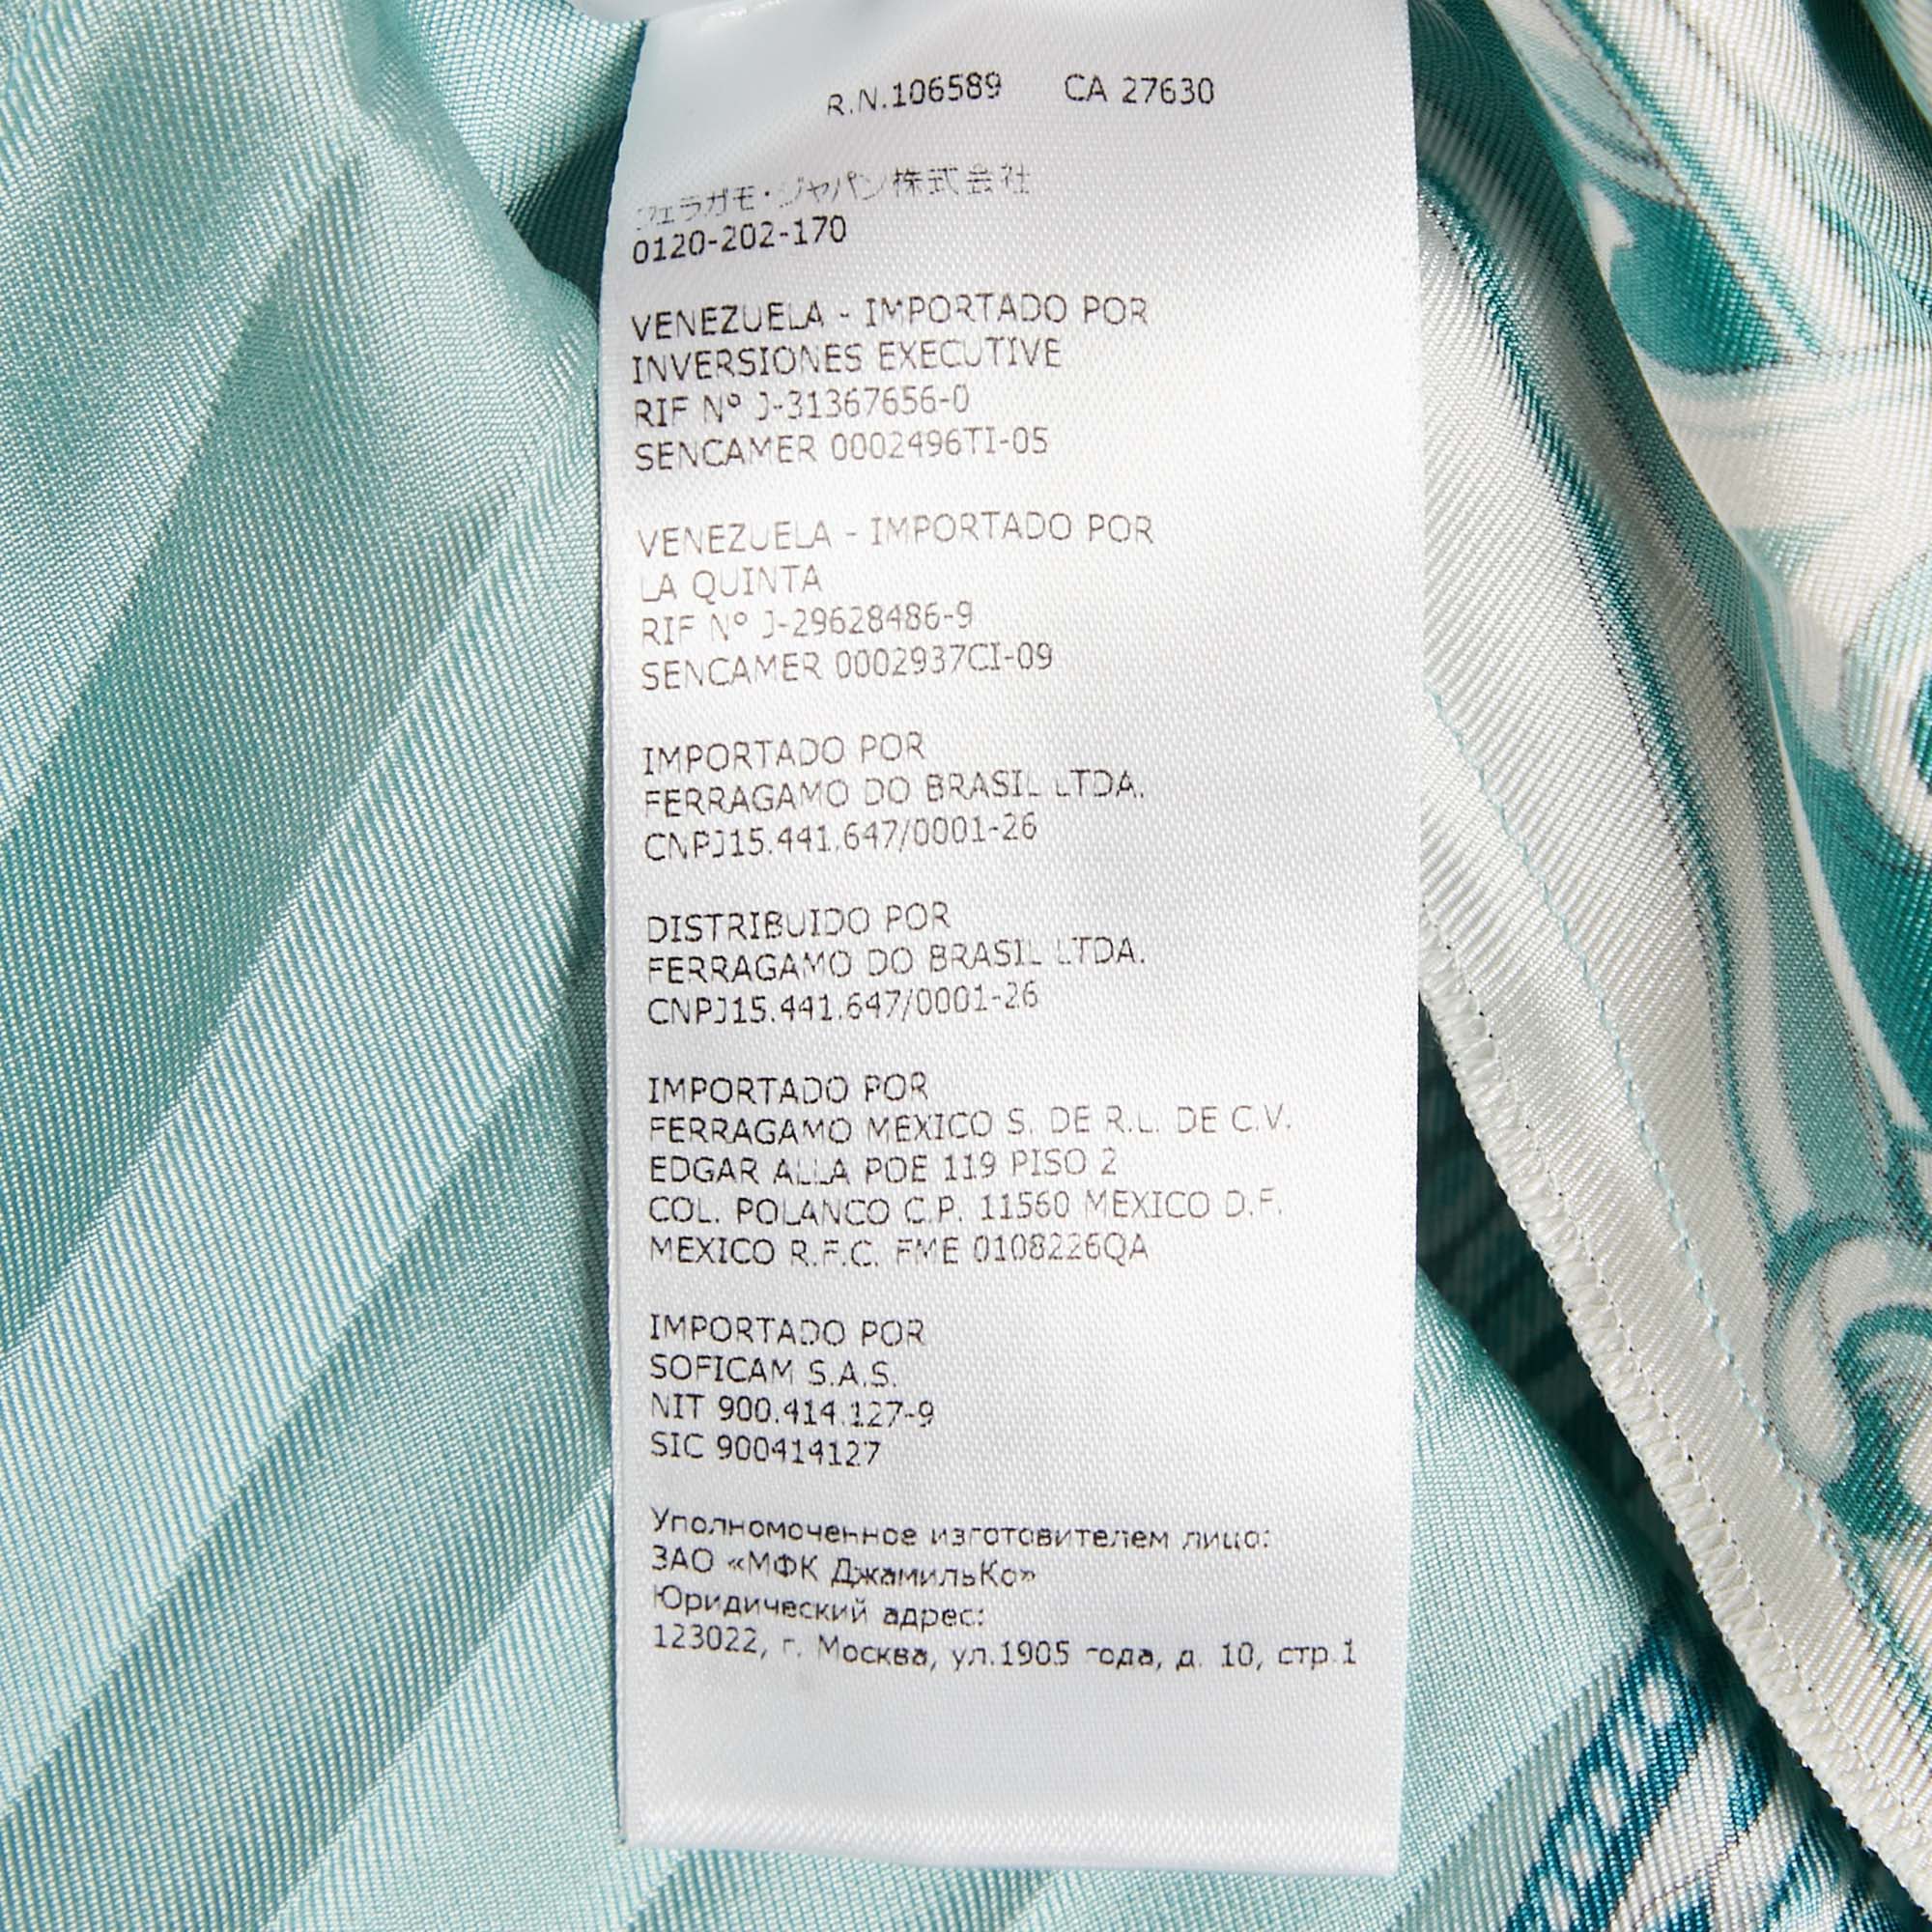 R.N.106589 CA 27630
フェラガモ・ジャパン株式会社
0120-202-170
VENEZUELA - IMPORTADO POR
INVERSIONES EXECUTIVE
RIF Nº J-31367656-0
SENCAMER 0002496TI-05
VENEZUELA - IMPORTADO POR
LA QUINTA
RIF Nº J-29628486-9
SENCAMER 0002937CI-09
IMPORTADO POR
FERRAGAMO DO BRASIL LTDA.
CNPJ15.441.647/0001-26
DISTRIBUIDO POR
FERRAGAMO DO BRASIL LTDA.
CNPJ15.441.647/0001-26
IMPORTADO POR
FERRAGAMO MEXICO S. DE R.L. DE C.V.
EDGAR ALLA POE 119 PISO 2
COL. POLANCO C.P. 11560 MEXICO D.F.
MEXICO R.F.C. FME 0108226QA
IMPORTADO POR
SOFICAM S.A.S.
NIT 900.414.127-9
SIC 900414127
Уполномоченное изготовителем лицо:
ЗАО «МФК ДжамильКо»
Юридический адрес:
123022, г. Москва, ул.1905 года, д. 10, стр.1